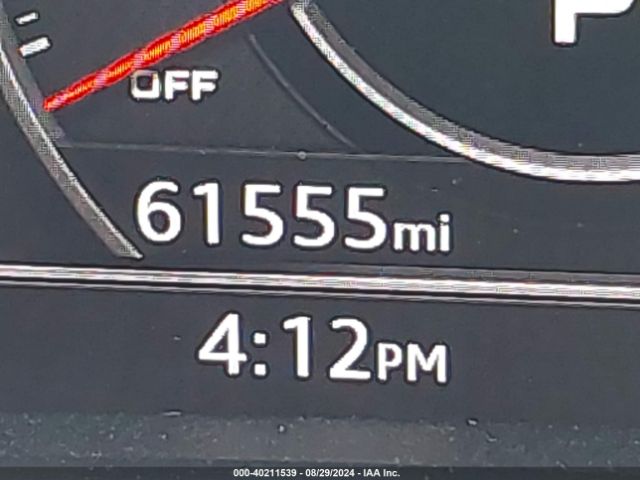 P
OFF
61555mi
4:12PM
000-40211539 - 08/29/2024 - IAA Inc.